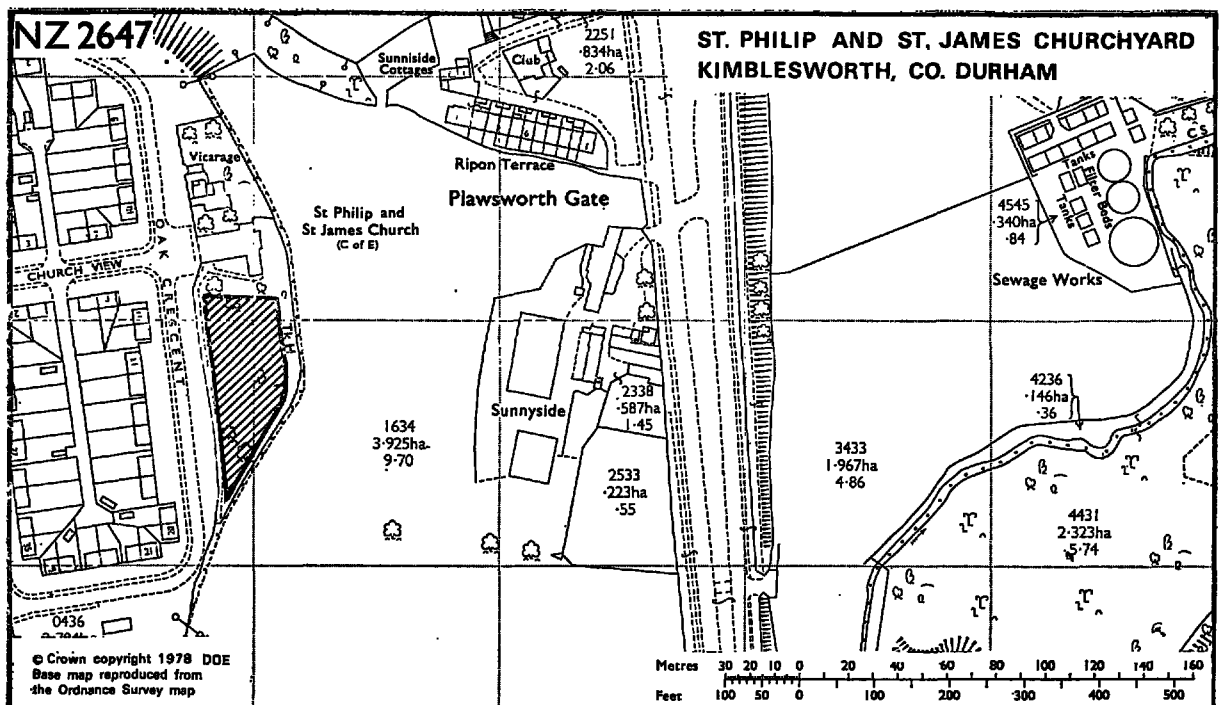 NZ 2647
ST. PHILIP AND ST. JAMES CHURCHYARD
KIMBLESWORTH, CO. DURHAM
2251
·834ha
2·06
Club
Sunniside
Cottages
Vicarage
Ripon Terrace
Plawsworth Gate
St Philip and
St James Church
(C of E)
CHURCH VIEW
OAK CRESCENT
C
TK H
Tanks
Filter Beds
Tanks
C S
4545
·340ha
·84
Sewage Works
Sunnyside
2338
·587ha
1·45
1634
3·925ha
9·70
2533
·223ha
·55
4236
·146ha
·36
3433
1·967ha
4·86
4431
2·323ha
5·74
0436
© Crown copyright 1978 DOE
Base map reproduced from
the Ordnance Survey map
Metres 30 20 10 0 20 40 60 80 100 120 140 160
Feet 100 50 0 100 200 300 400 500